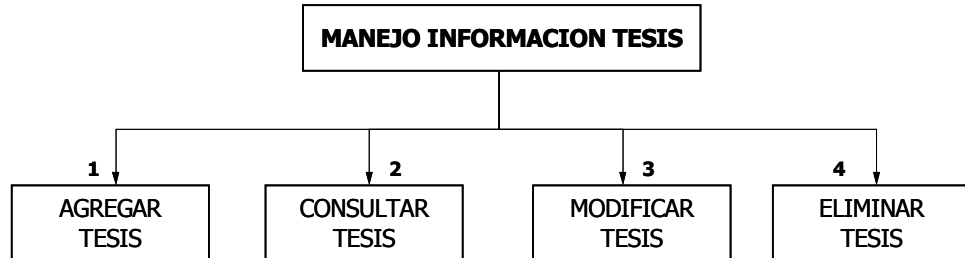 MANEJO INFORMACION TESIS
1
2
3
4
AGREGAR
TESIS
CONSULTAR
TESIS
MODIFICAR
TESIS
ELIMINAR
TESIS